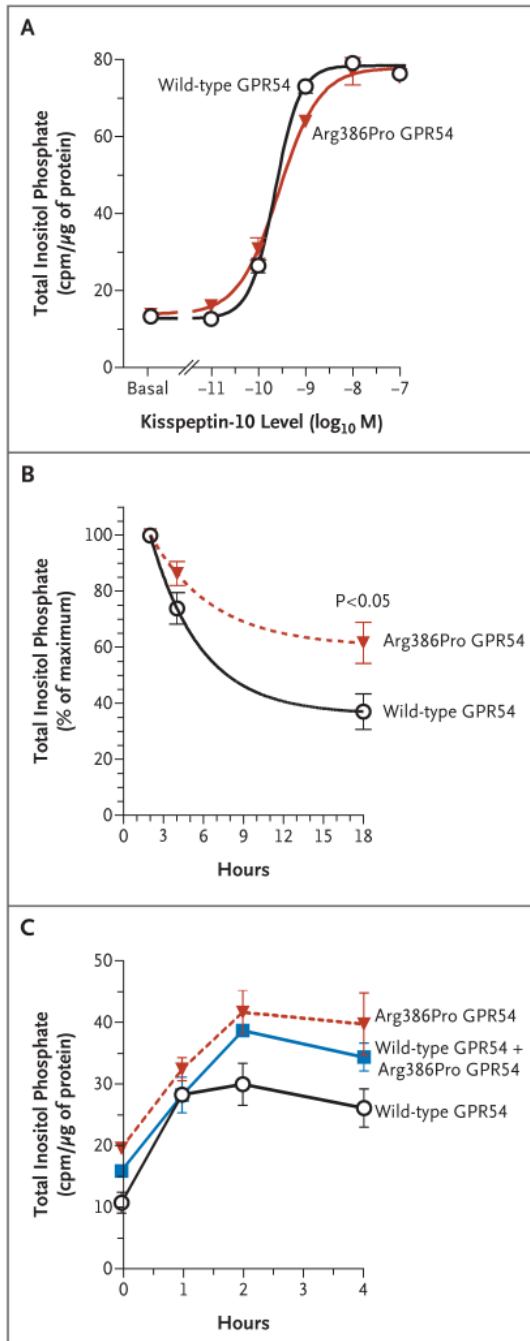 A
Total Inositol Phosphate
(cpm/µg of protein)
80
60
40
20
0
Wild-type GPR54
Arg386Pro GPR54
Basal
–11
–10
–9
–8
–7
Kisspeptin-10 Level (log₁₀ M)
B
Total Inositol Phosphate
(% of maximum)
100
80
60
40
20
0
P<0.05
Arg386Pro GPR54
Wild-type GPR54
0
3
6
9
12
15
18
Hours
C
Total Inositol Phosphate
(cpm/µg of protein)
50
40
30
20
10
0
Arg386Pro GPR54
Wild-type GPR54 +
Arg386Pro GPR54
Wild-type GPR54
0
1
2
4
Hours